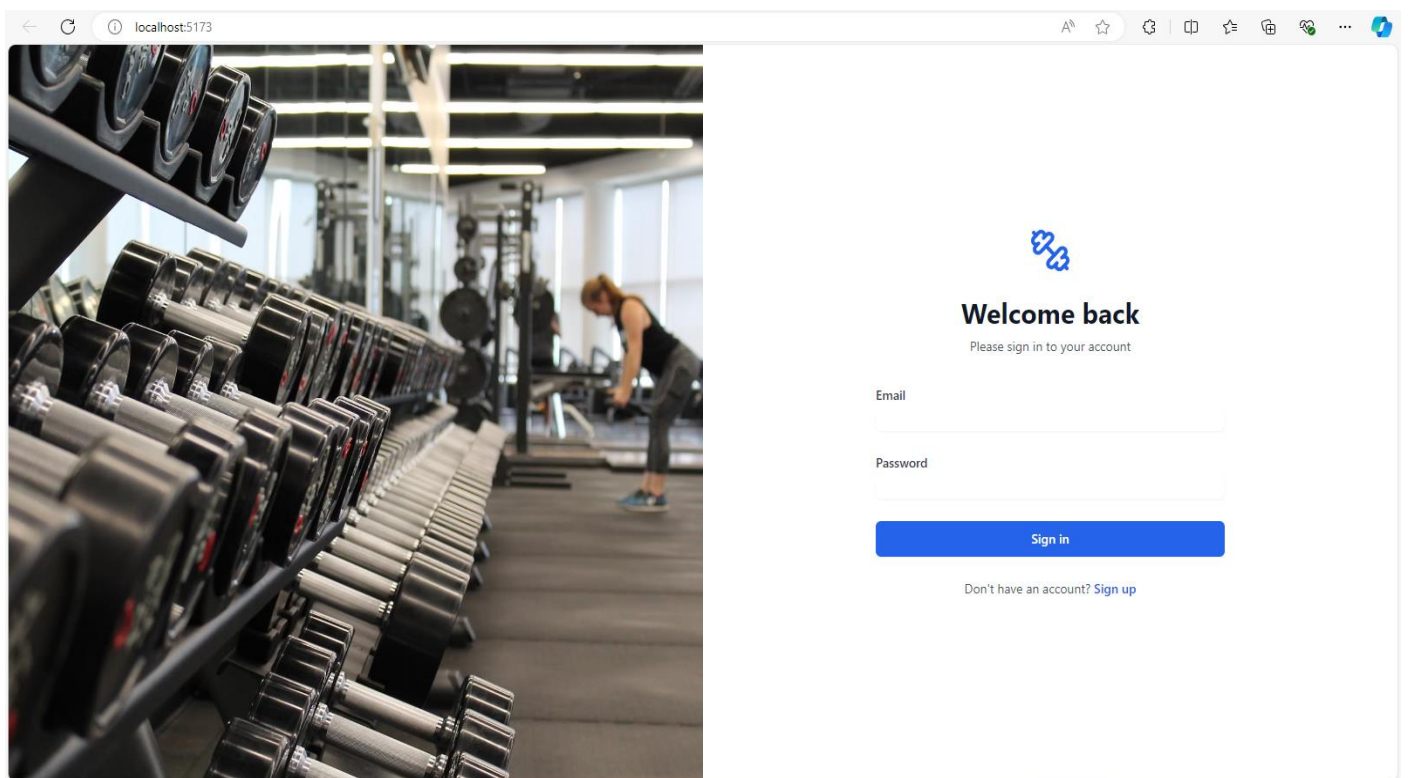 localhost:5173
Welcome back
Please sign in to your account
Email
Password
Sign in
Don't have an account? Sign up